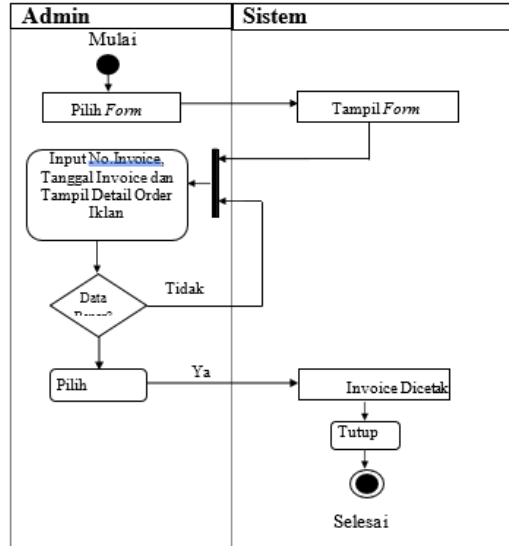 Admin
Sistem
Mulai
Pilih Form
Tampil Form
Input No.Invoice,
Tanggal Invoice dan
Tampil Detail Order
Iklan
Data
Tidak
Pilih
Ya
Invoice Dicetak
Tutup
Selesai